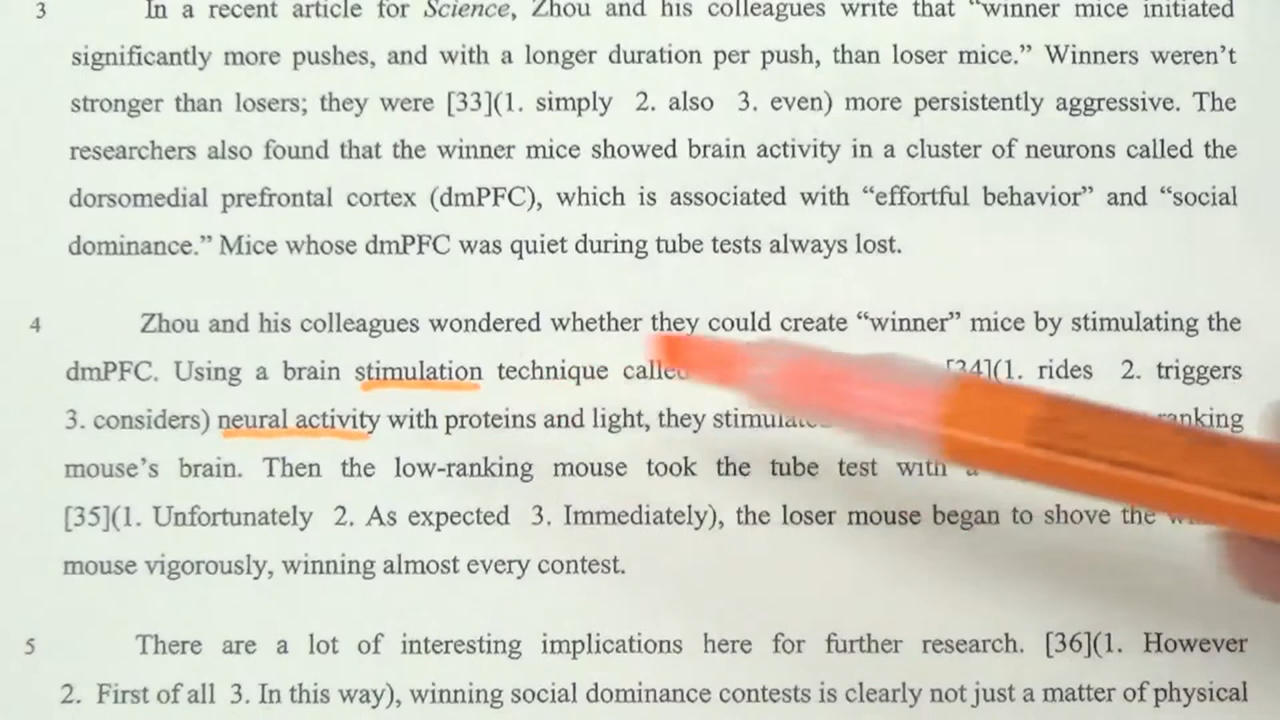 3 In a recent article for Science, Zhou and his colleagues write that “winner mice initiated
significantly more pushes, and with a longer duration per push, than loser mice.” Winners weren’t
stronger than losers; they were [33](1. simply 2. also 3. even) more persistently aggressive. The
researchers also found that the winner mice showed brain activity in a cluster of neurons called the
dorsomedial prefrontal cortex (dmPFC), which is associated with “effortful behavior” and “social
dominance.” Mice whose dmPFC was quiet during tube tests always lost.
4 Zhou and his colleagues wondered whether they could create “winner” mice by stimulating the
dmPFC. Using a brain stimulation technique called [34](1. rides 2. triggers
3. considers) neural activity with proteins and light, they
mouse’s brain. Then the low-ranking mouse took the tube test with
[35](1. Unfortunately 2. As expected 3. Immediately), the loser mouse began to shove the
mouse vigorously, winning almost every contest.
5 There are a lot of interesting implications here for further research. [36](1. However
2. First of all 3. In this way), winning social dominance contests is clearly not just a matter of physical